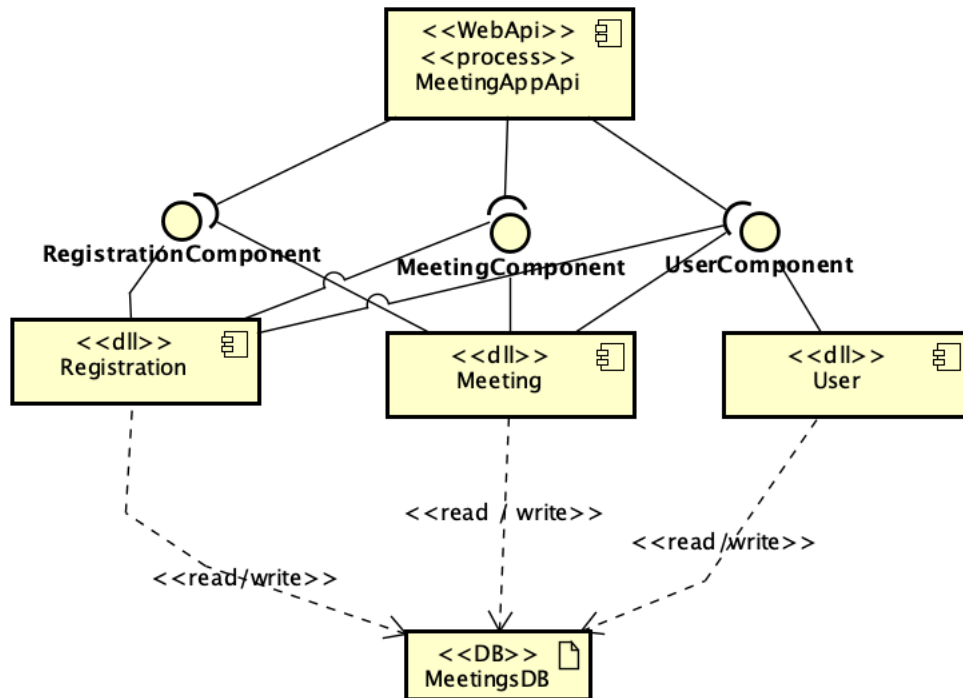 <<WebApi>>
<<process>>
MeetingAppApi
RegistrationComponent
MeetingComponent
UserComponent
<<dll>>
Registration
<<dll>>
Meeting
<<dll>>
User
<<read / write>>
<<read/write>>
<<read/write>>
<<DB>>
MeetingsDB